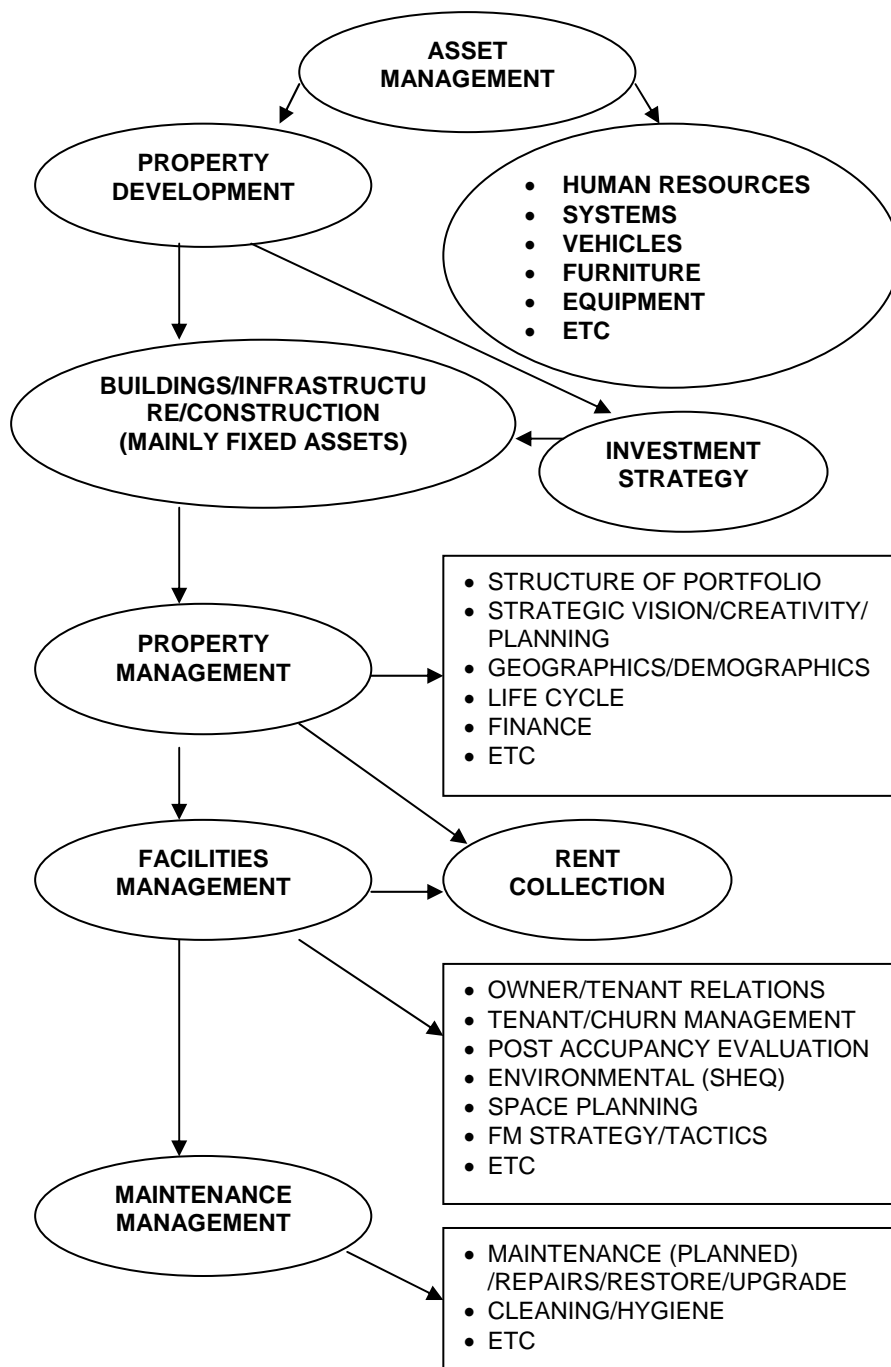 ASSET
MANAGEMENT
PROPERTY
DEVELOPMENT
• HUMAN RESOURCES
• SYSTEMS
• VEHICLES
• FURNITURE
• EQUIPMENT
• ETC
BUILDINGS/INFRASTRUCTU
RE/CONSTRUCTION
(MAINLY FIXED ASSETS)
INVESTMENT
STRATEGY
• STRUCTURE OF PORTFOLIO
• STRATEGIC VISION/CREATIVITY/
PLANNING
• GEOGRAPHICS/DEMOGRAPHICS
• LIFE CYCLE
• FINANCE
• ETC
PROPERTY
MANAGEMENT
FACILITIES
MANAGEMENT
RENT
COLLECTION
• OWNER/TENANT RELATIONS
• TENANT/CHURN MANAGEMENT
• POST ACCUPANCY EVALUATION
• ENVIRONMENTAL (SHEQ)
• SPACE PLANNING
• FM STRATEGY/TACTICS
• ETC
MAINTENANCE
MANAGEMENT
• MAINTENANCE (PLANNED)
/REPAIRS/RESTORE/UPGRADE
• CLEANING/HYGIENE
• ETC